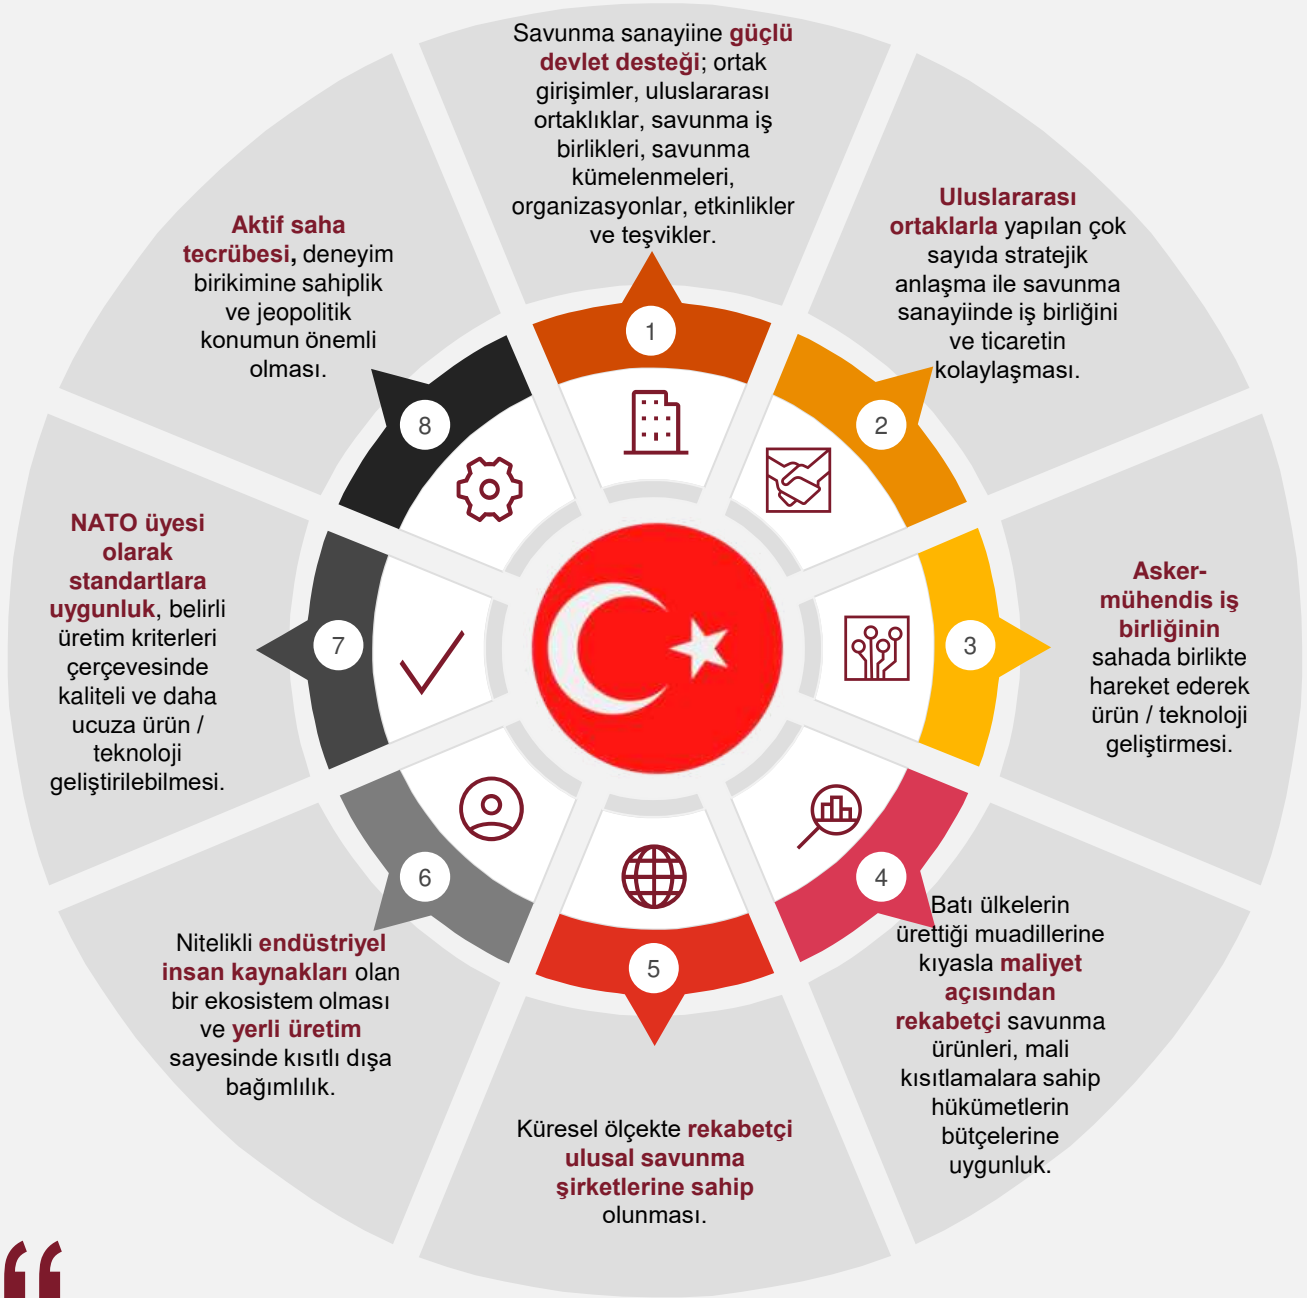 Savunma sanayiine güçlü
devlet desteği; ortak
girişimler, uluslararası
ortaklıklar, savunma iş
birlikleri, savunma
kümelenmeleri,
organizasyonlar, etkinlikler
ve teşvikler.
1
Uluslararası
ortaklarla yapılan çok
sayıda stratejik
anlaşma ile savunma
sanayiinde iş birliğini
ve ticaretin
kolaylaşması.
2
Asker-
mühendis iş
birliğinin
sahada birlikte
hareket ederek
ürün / teknoloji
geliştirmesi.
3
Batı ülkelerin
ürettiği muadillerine
kıyasla maliyet
açısından
rekabetçi savunma
ürünleri, mali
kısıtlamalara sahip
hükümetlerin
bütçelerine
uygunluk.
4
Küresel ölçekte rekabetçi
ulusal savunma
şirketlerine sahip
olunması.
5
Nitelikli endüstriyel
insan kaynakları olan
bir ekosistem olması
ve yerli üretim
sayesinde kısıtlı dışa
bağımlılık.
6
NATO üyesi
olarak
standartlara
uygunluk, belirli
üretim kriterleri
çerçevesinde
kaliteli ve daha
ucuza ürün /
teknoloji
geliştirilebilmesi.
7
Aktif saha
tecrübesi, deneyim
birikimine sahiplik
ve jeopolitik
konumun önemli
olması.
8
“